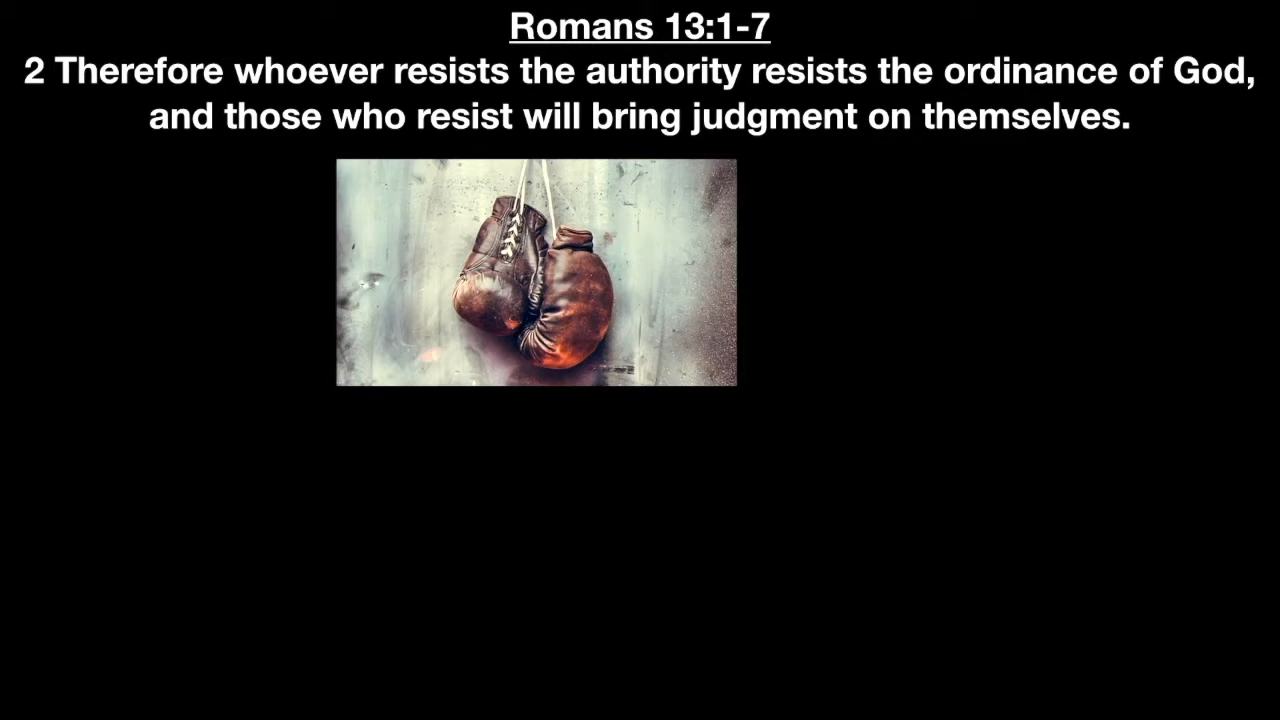 Romans 13:1-7
2 Therefore whoever resists the authority resists the ordinance of God,
and those who resist will bring judgment on themselves.